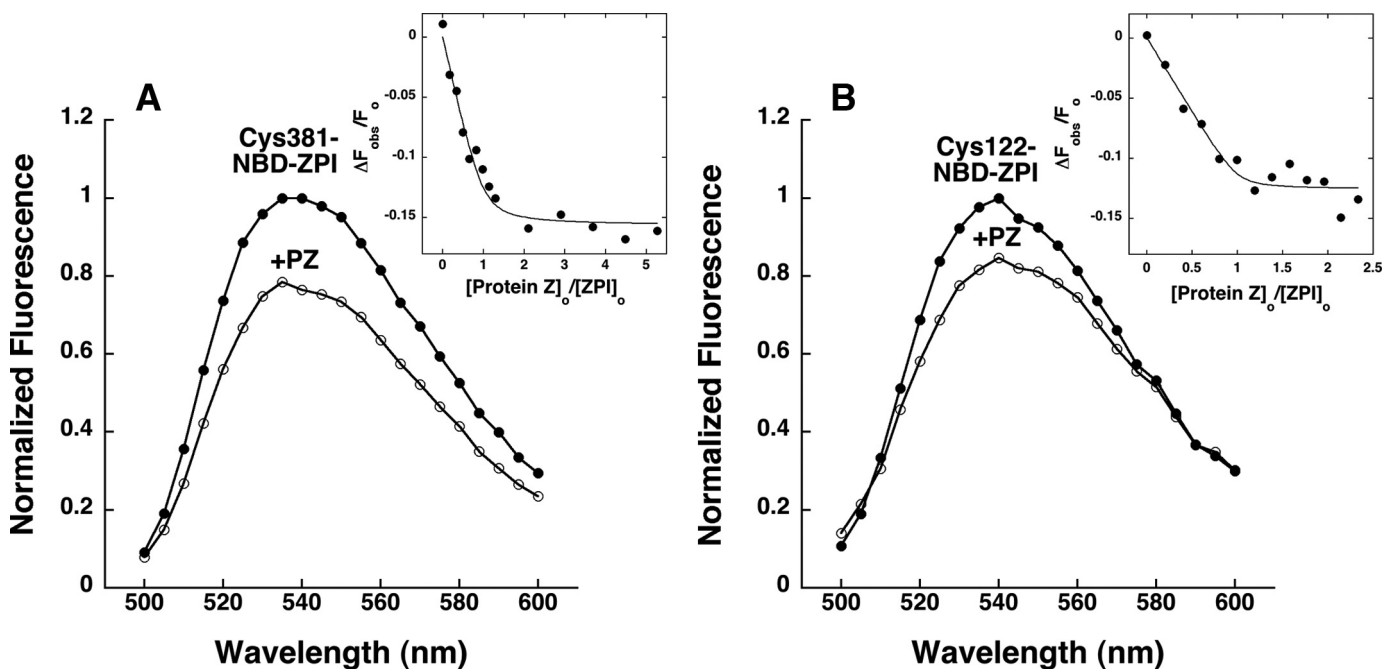 A
Cys381-
NBD-ZPI
+PZ
Normalized Fluorescence
1.2
1
0.8
0.6
0.4
0.2
0
500 520 540 560 580 600
Wavelength (nm)
ΔF_obs/F_o
0
-0.05
-0.1
-0.15
0 1 2 3 4 5
[Protein Z]_o/[ZPI]_o
B
Cys122-
NBD-ZPI
+PZ
Normalized Fluorescence
1.2
1
0.8
0.6
0.4
0.2
0
500 520 540 560 580 600
Wavelength (nm)
ΔF_obs/F_o
0
-0.05
-0.1
-0.15
0 0.5 1 1.5 2 2.5
[Protein Z]_o/[ZPI]_o